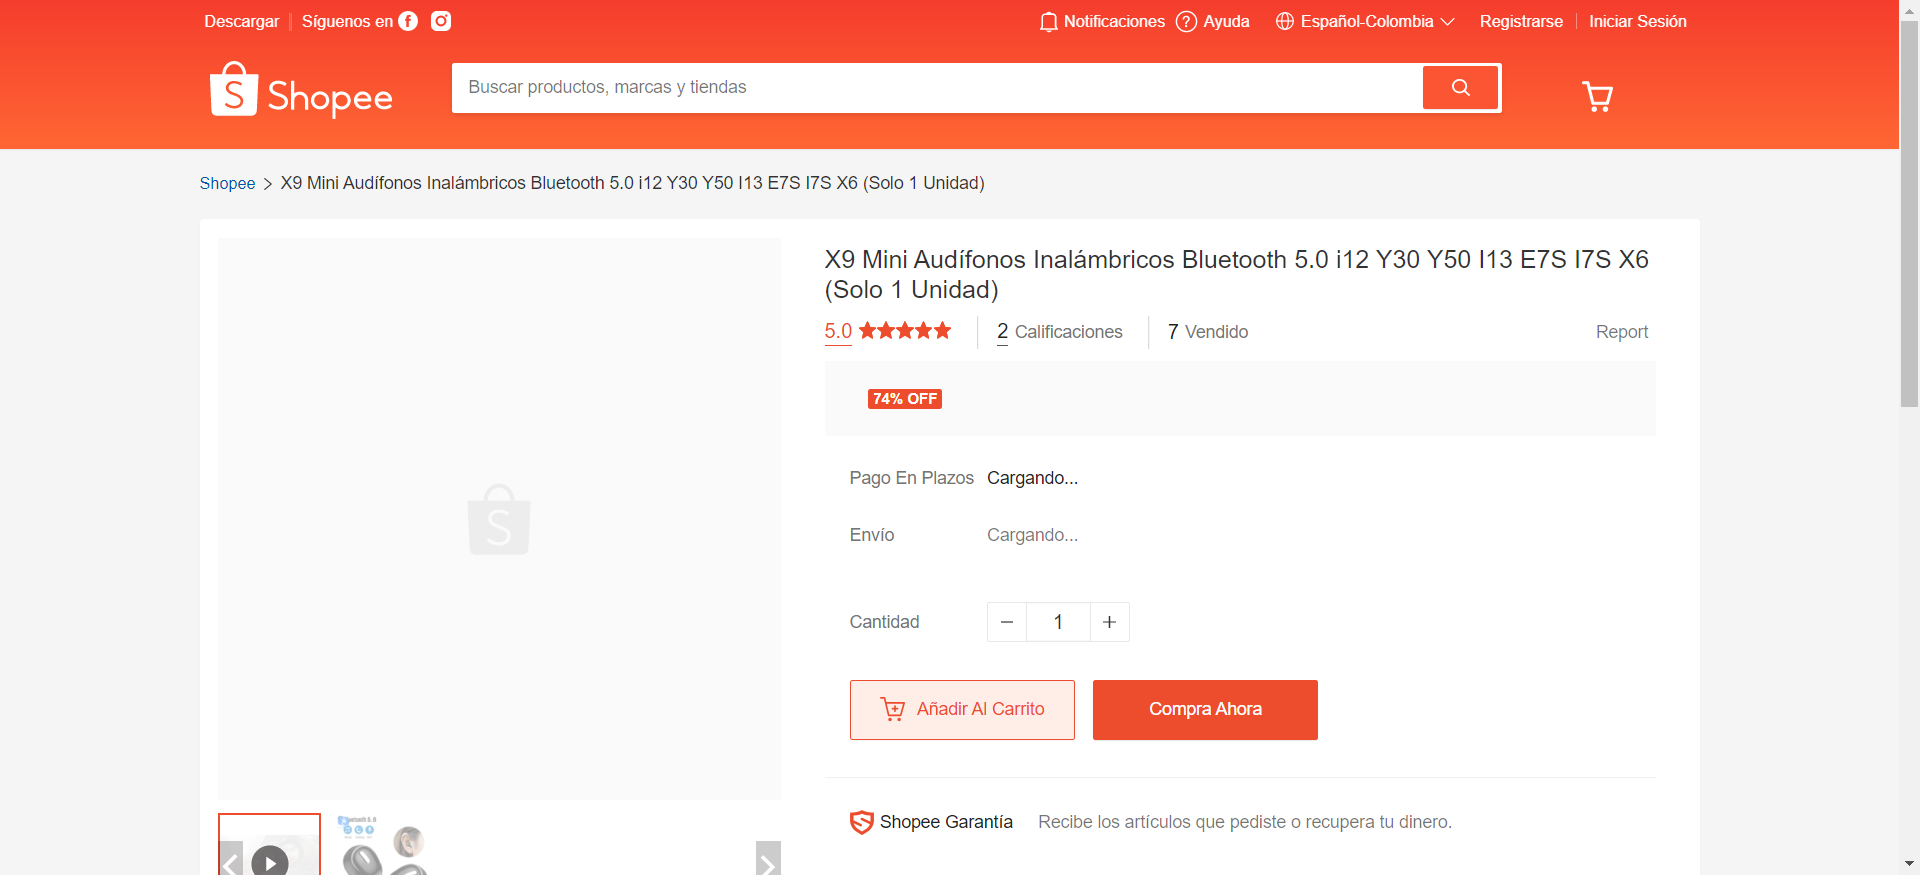 Descargar Síguenos en Notificaciones Ayuda Español-Colombia Registrarse Iniciar Sesión
Shopee Buscar productos, marcas y tiendas
Shopee > X9 Mini Audífonos Inalámbricos Bluetooth 5.0 i12 Y30 Y50 I13 E7S I7S X6 (Solo 1 Unidad)
X9 Mini Audífonos Inalámbricos Bluetooth 5.0 i12 Y30 Y50 I13 E7S I7S X6
(Solo 1 Unidad)
5.0 2 Calificaciones 7 Vendido Report
74% OFF
Pago En Plazos Cargando...
Envío Cargando...
Cantidad − 1 +
Añadir Al Carrito Compra Ahora
Shopee Garantía Recibe los artículos que pediste o recupera tu dinero.